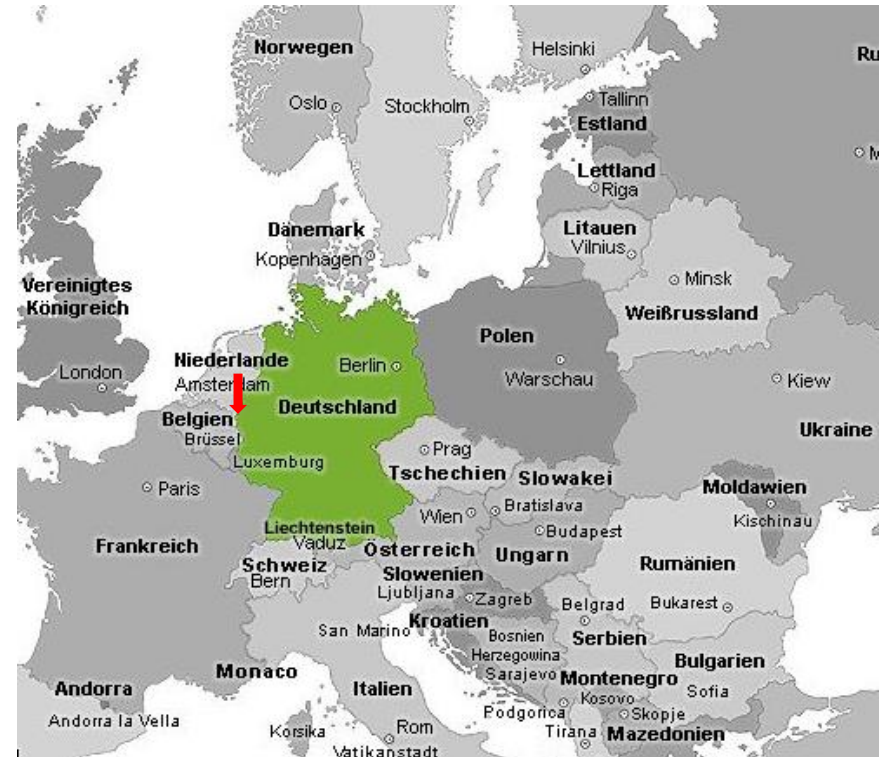 Norwegen
Helsinki
Oslo
Stockholm
Tallinn
Estland
Lettland
Riga
Dänemark
Kopenhagen
Litauen
Vilnius
Minsk
Vereinigtes
Königreich
Weißrussland
Polen
Niederlande
Berlin
Warschau
London
Amsterdam
Kiew
Deutschland
Belgien
Brüssel
Ukraine
Prag
Luxemburg
Tschechien
Slowakei
Paris
Moldawien
Bratislava
Wien
Kischinau
Liechtenstein
Vaduz
Budapest
Frankreich
Österreich
Ungarn
Schweiz
Bern
Rumänien
Slowenien
Ljubljana
Zagreb
Belgrad
Bukarest
Kroatien
San Marino
Bosnien
Herzegowina
Sarajevo
Serbien
Bulgarien
Sofia
Monaco
Montenegro
Kosovo
Andorra
Andorra la Vella
Italien
Podgorica
Skopje
Korsika
Rom
Tirana
Mazedonien
Vatikanstadt